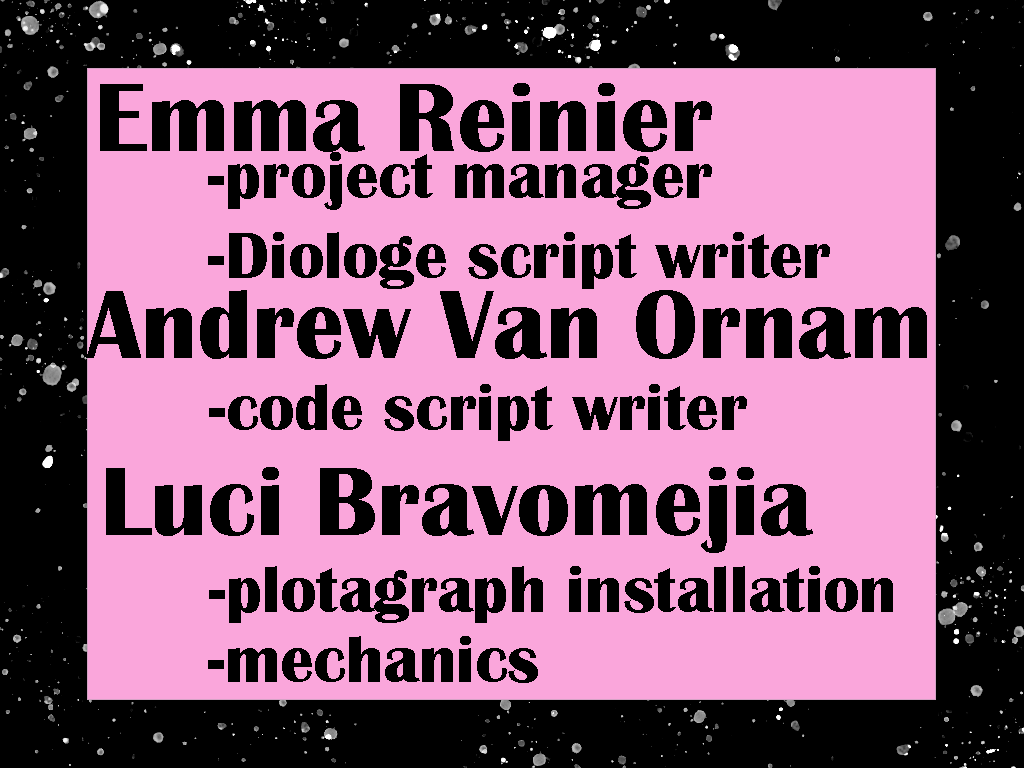 Emma Reinier
-project manager
-Diologe script writer
Andrew Van Ornam
-code script writer
Luci Bravomejia
-plotagraph installation
-mechanics